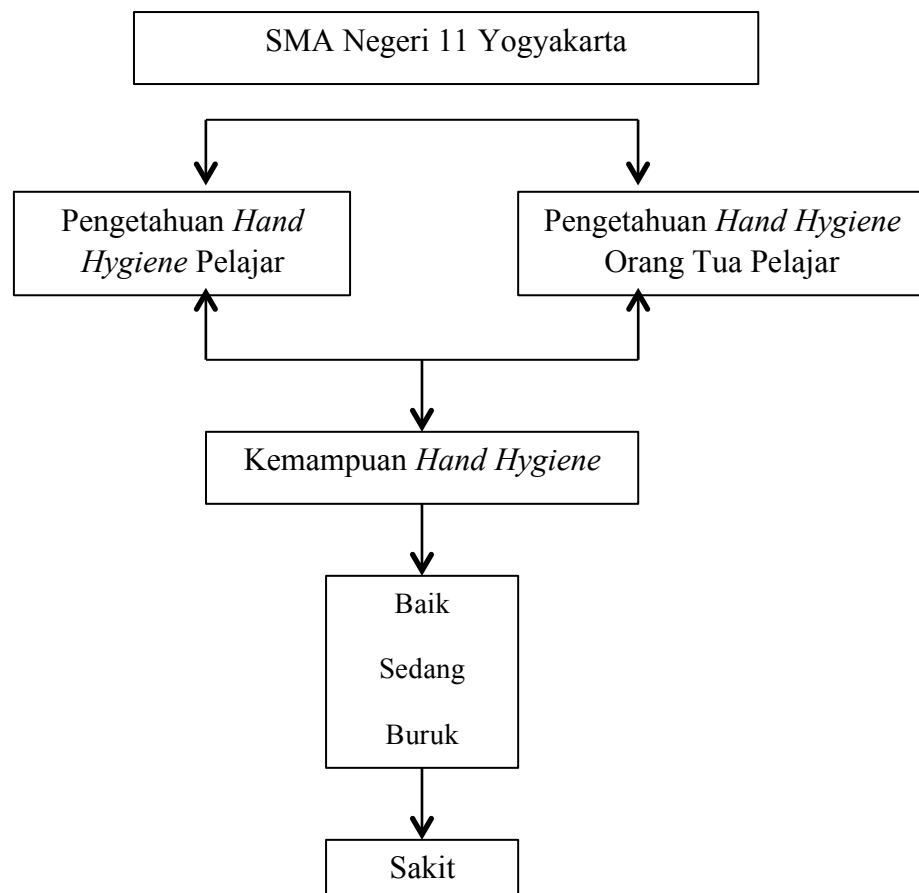 SMA Negeri 11 Yogyakarta
Pengetahuan Hand
Hygiene Pelajar
Pengetahuan Hand Hygiene
Orang Tua Pelajar
Kemampuan Hand Hygiene
Baik
Sedang
Buruk
Sakit